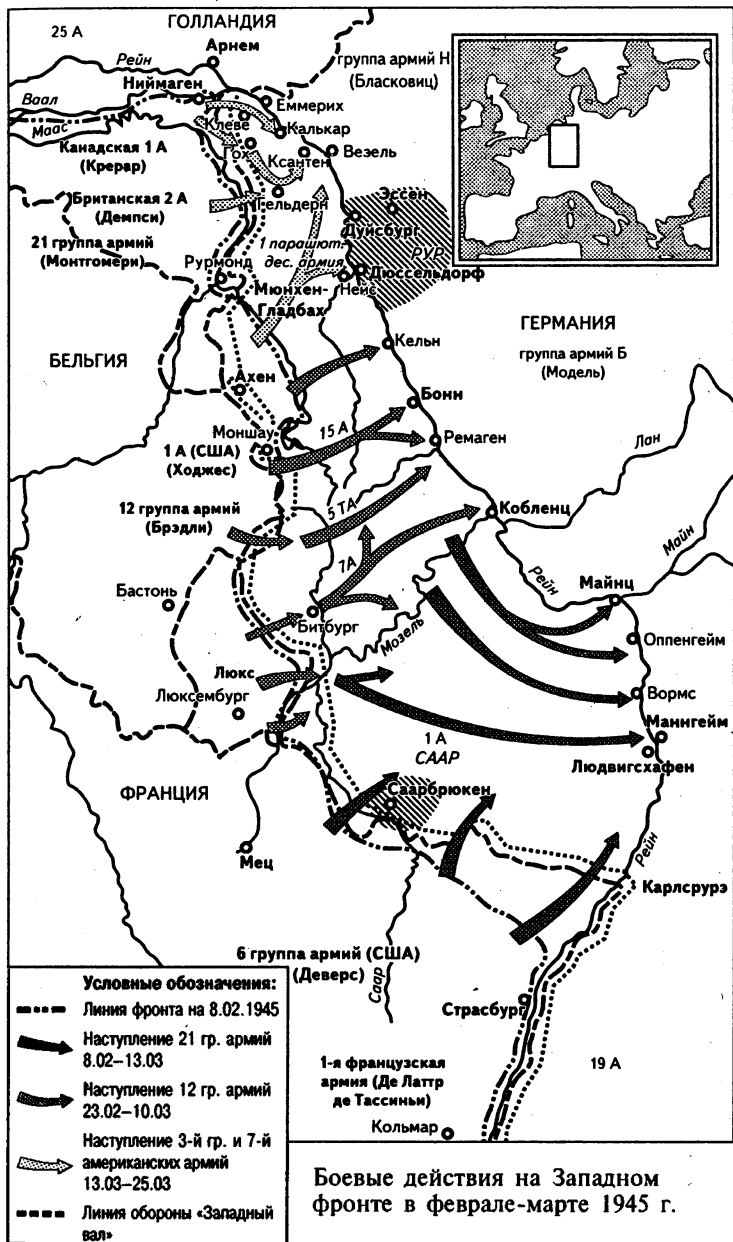 ГОЛЛАНДИЯ
25 А
Арнем
Рейн
группа армий Н
(Бласковиц)
Ваал
Ниймаген
Маас
Еммерих
Клеве
Калькар
Канадская 1 А
(Крерар)
Гох
Ксантен
Везель
Британская 2 А
(Демпси)
Гельдерн
Эссен
Дуйсбург
РУР
21 группа армий
(Монтгомери)
1 парашют-
дес. армия
Рурмонд
Нейс
Дюссельдорф
Мюнхен-
Гладбах
ГЕРМАНИЯ
группа армий Б
(Модель)
Кельн
БЕЛЬГИЯ
Ахен
Бонн
Моншау
15 А
Ремаген
Лан
1 А (США)
(Ходжес)
5 ТА
12 группа армий
(Брэдли)
Кобленц
7А
Рейн
Майн
Бастонь
Битбург
Майнц
Мозель
Оппенгейм
Люкс
Люксембург
Вормс
1 А
СААР
Маннгейм
Людвигсхафен
ФРАНЦИЯ
Саарбрюкен
Мец
Рейн
Карлсрурэ
6 группа армий (США)
(Деверс)
Саар
Страсбург
1-я французская
армия (Де Латтр
де Тассиньи)
19 А
Кольмар
Условные обозначения:
Линия фронта на 8.02.1945
Наступление 21 гр. армий
8.02–13.03
Наступление 12 гр. армий
23.02–10.03
Наступление 3-й гр. и 7-й
американских армий
13.03–25.03
Линия обороны «Западный
вал»
Боевые действия на Западном
фронте в феврале-марте 1945 г.